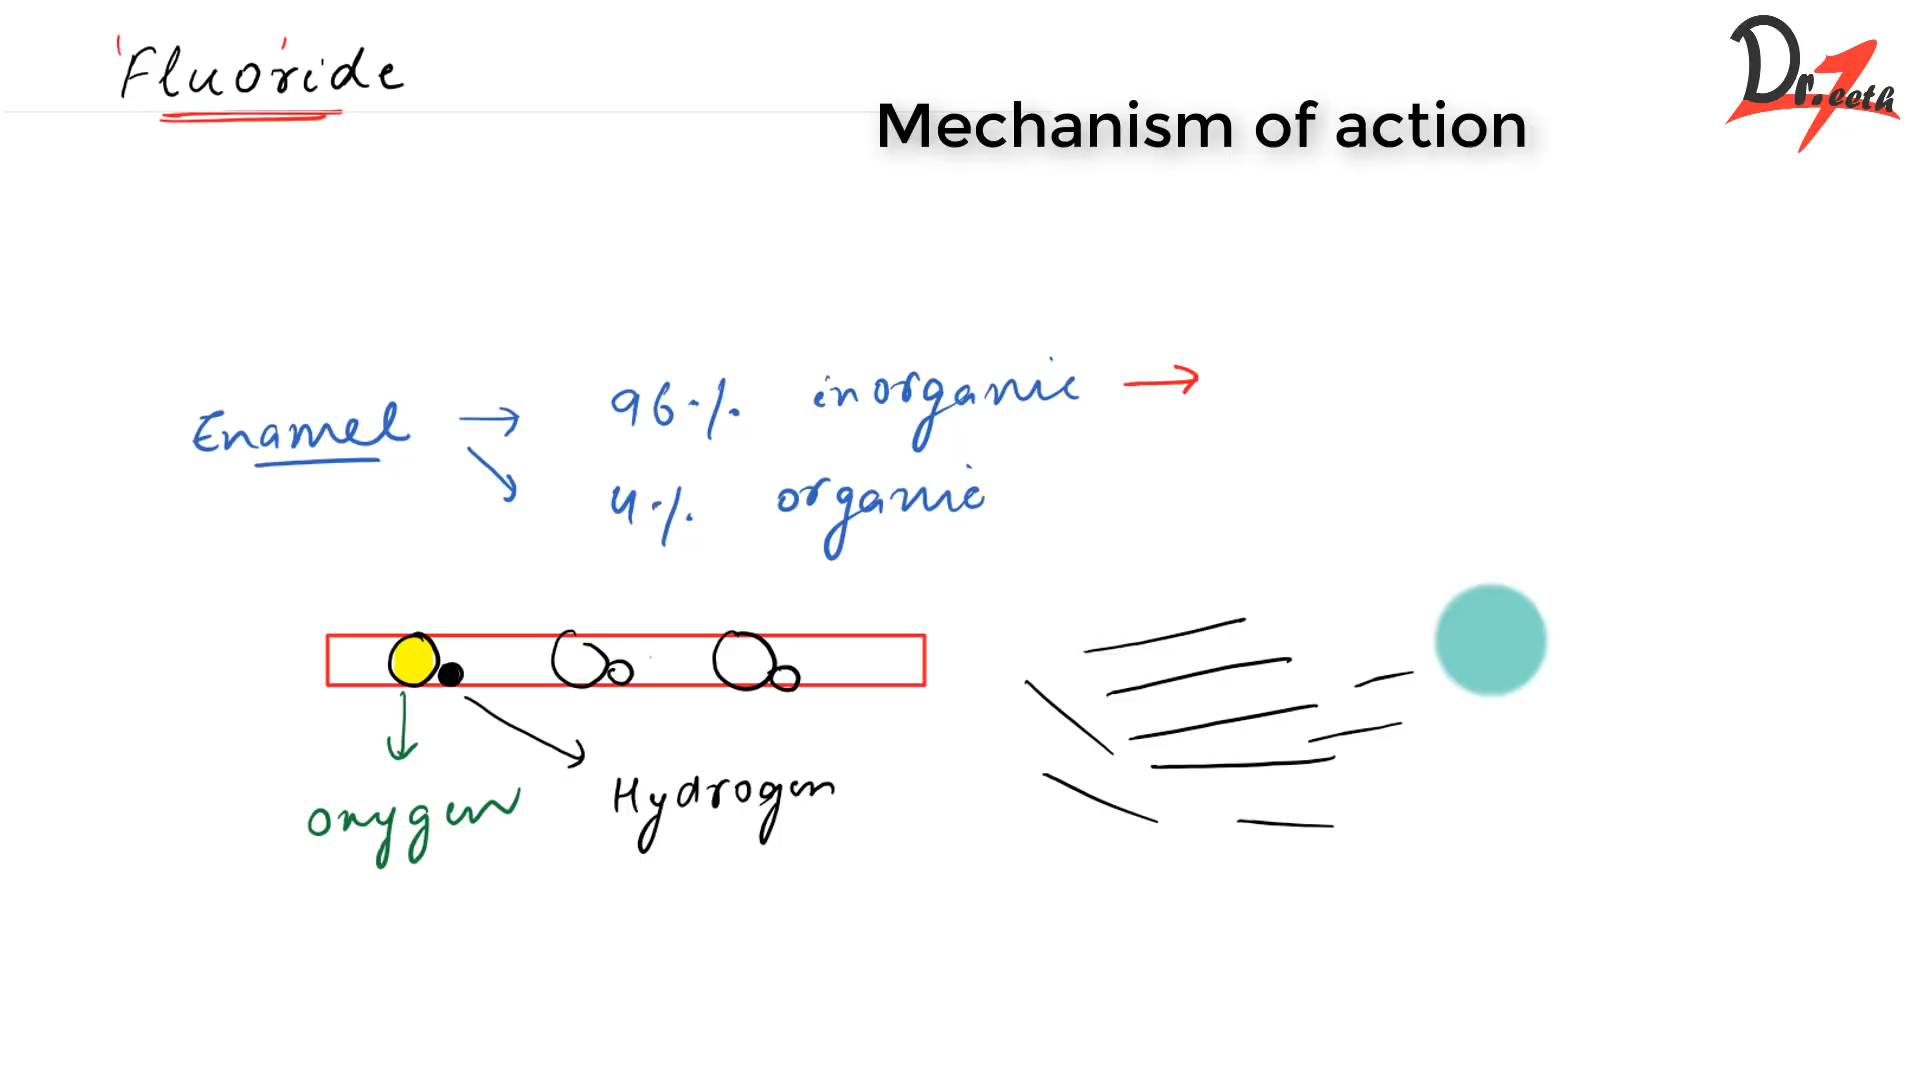 Fluoride
Mechanism of action
Dr.Teeth
Enamel → 96% inorganic →
4% organic
oxygen
Hydrogen